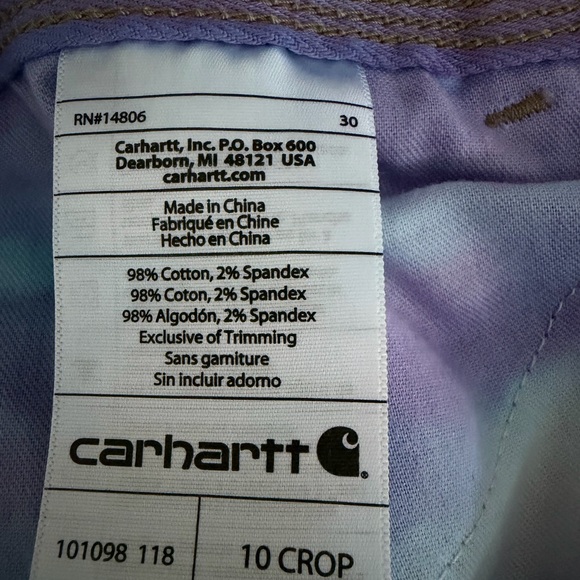 RN#14806 30
Carhartt, Inc. P.O. Box 600
Dearborn, MI 48121 USA
carhartt.com
Made in China
Fabriqué en Chine
Hecho en China
98% Cotton, 2% Spandex
98% Coton, 2% Spandex
98% Algodón, 2% Spandex
Exclusive of Trimming
Sans garniture
Sin incluir adorno
carhartt
101098 118 10 CROP